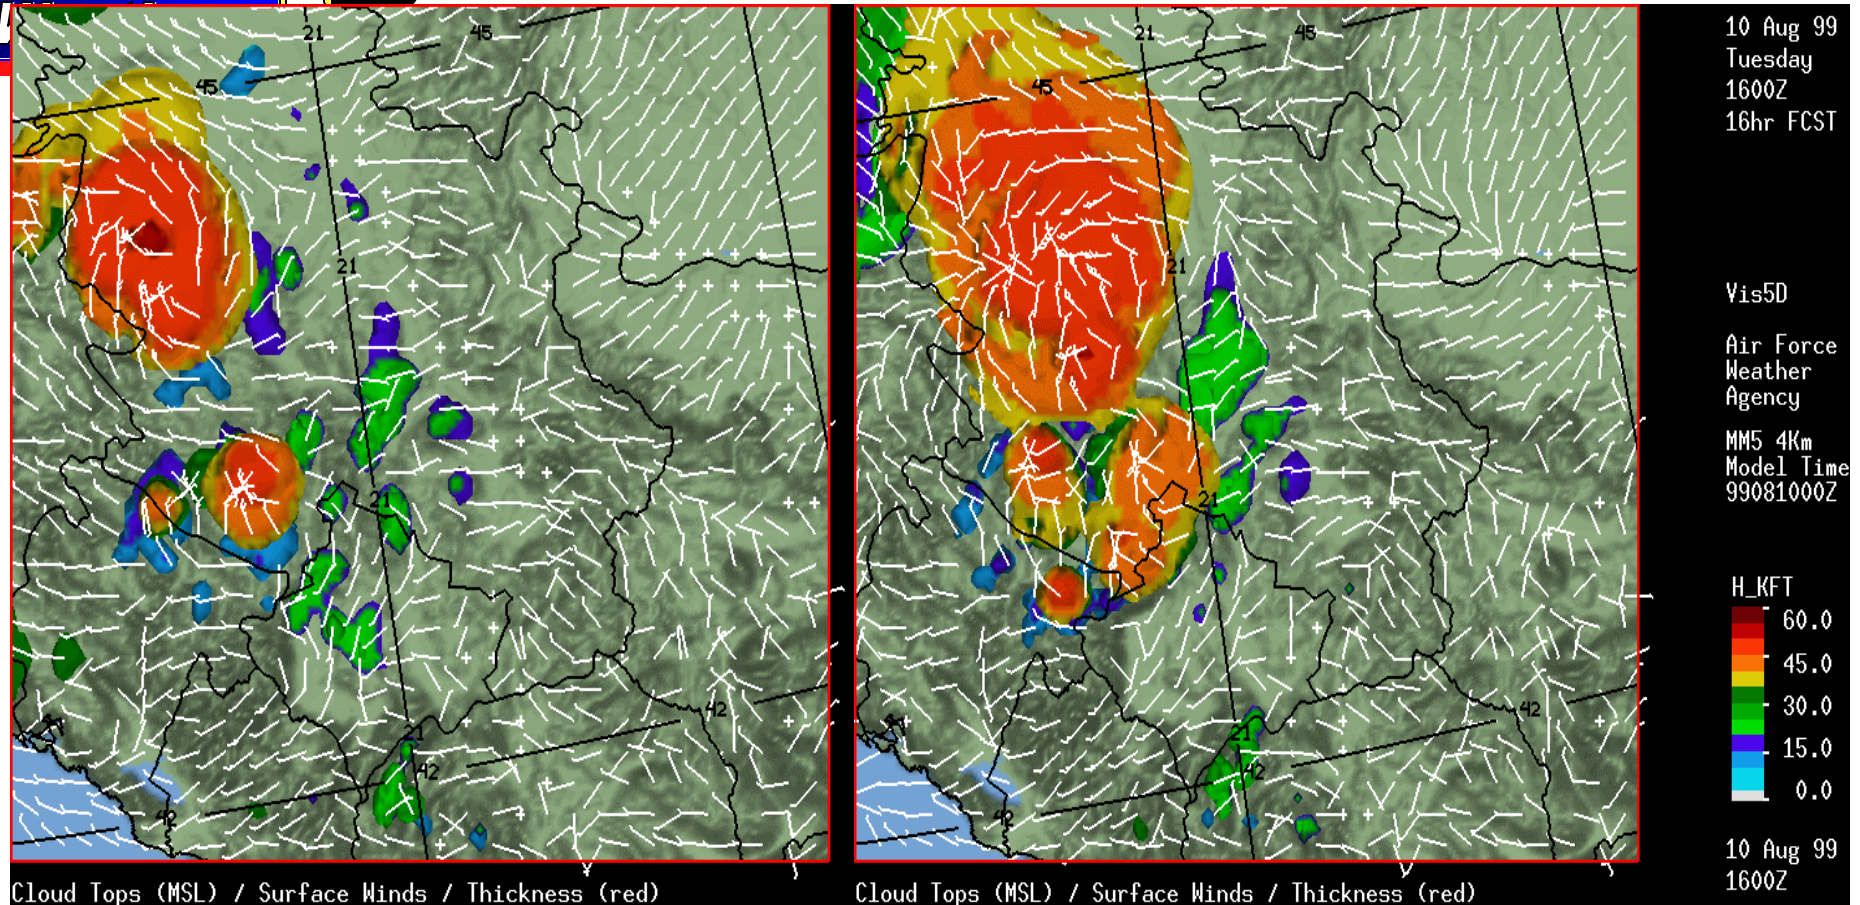 21
45
45
21
21
21
42
42
42
Cloud Tops (MSL) / Surface Winds / Thickness (red)
21
45
45
21
21
42
21
42
42
Cloud Tops (MSL) / Surface Winds / Thickness (red)
10 Aug 99
Tuesday
1600Z
16hr FCST
Vis5D
Air Force
Weather
Agency
MM5 4Km
Model Time
99081000Z
H_KFT
60.0
45.0
30.0
15.0
0.0
10 Aug 99
1600Z